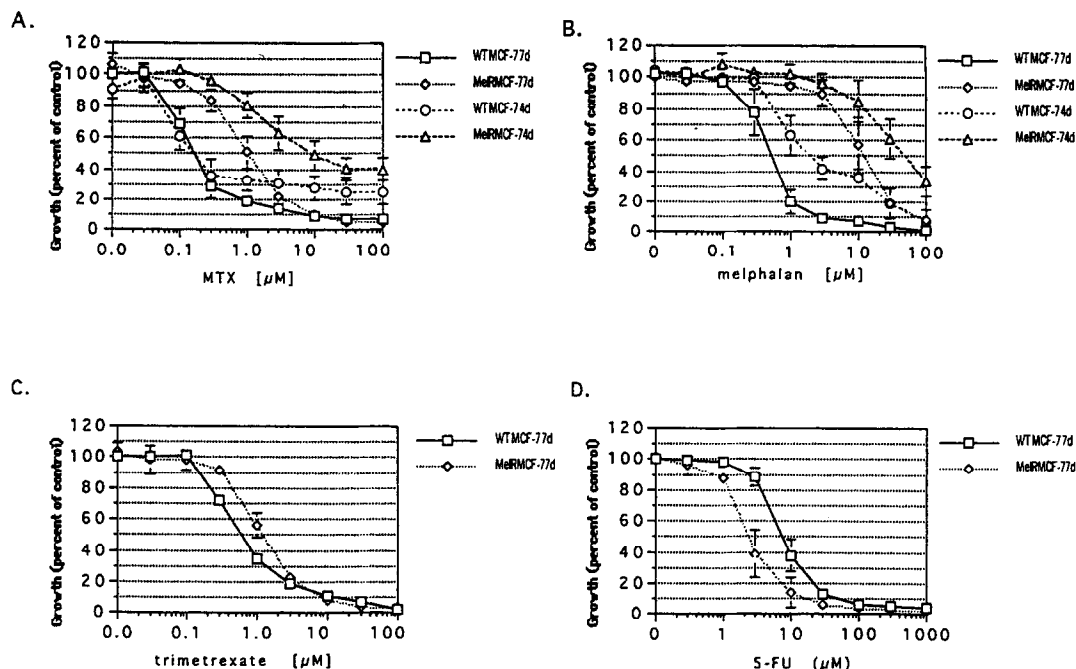 A.
Growth (percent of control)
120
100
80
60
40
20
0
0.0 0.1 1.0 10 100
MTX [µM]
WTMCF-77d
MelRMCF-77d
WTMCF-74d
MelRMCF-74d
B.
Growth (percent of control)
120
100
80
60
40
20
0
0 0.1 1 10 100
melphalan [µM]
WTMCF-77d
MelRMCF-77d
WTMCF-74d
MelRMCF-74d
C.
Growth (percent of control)
120
100
80
60
40
20
0
0.0 0.1 1.0 10 100
trimetrexate [µM]
WTMCF-77d
MelRMCF-77d
D.
Growth (percent of control)
120
100
80
60
40
20
0
0 1 10 100 1000
5-FU (µM)
WTMCF-77d
MelRMCF-77d